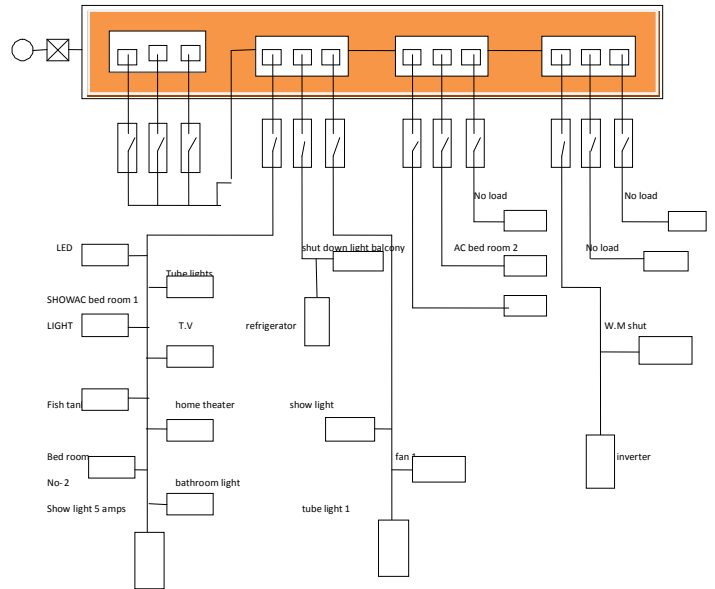 No load
No load
LED
shut down light balcony
AC bed room 2
No load
Tube lights
SHOWAC bed room 1
LIGHT
T.V
refrigerator
W.M shut
Fish tan
home theater
show light
Bed room
fan 1
inverter
No- 2
bathroom light
Show light 5 amps
tube light 1